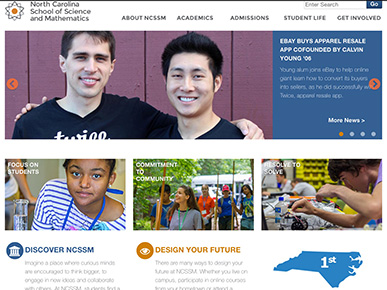 North Carolina
School of Science
and Mathematics
Enter Search
Go
ABOUT NCSSM
ACADEMICS
ADMISSIONS
STUDENT LIFE
GET INVOLVED
EBAY BUYS APPAREL RESALE
APP COFOUNDED BY CALVIN
YOUNG '06
Young alum joins eBay to help online
giant learn how to convert its buyers
into sellers, as he did successfully w
Twice, apparel resale app.
More News >
FOCUS ON
STUDENTS
COMMITMENT
TO
COMMUNITY
RESOLVE TO
SOLVE
DISCOVER NCSSM
Imagine a place where curious minds
are encouraged to think bigger, to
engage in new ideas and collaborate
with others. At NCSSM, students find a
DESIGN YOUR FUTURE
There are many ways to design your
future at NCSSM. Whether you live on
campus, participate in online courses
from your hometown or attend a
1st